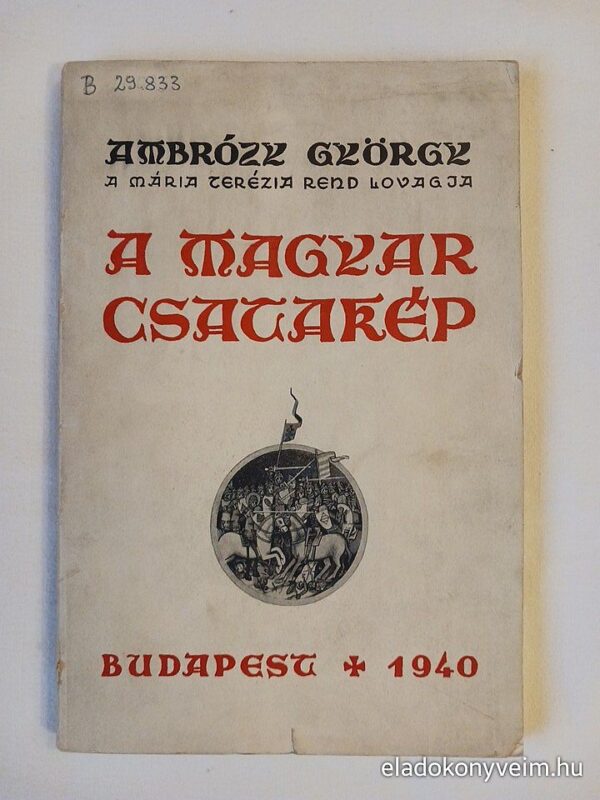 B 29.833
AMBRÓZY GYÖRGY
A MÁRIA TERÉZIA REND LOVAGJA
A MAGYAR
CSATAKÉP
BUDAPEST ✠ 1940
eladokonyveim.hu